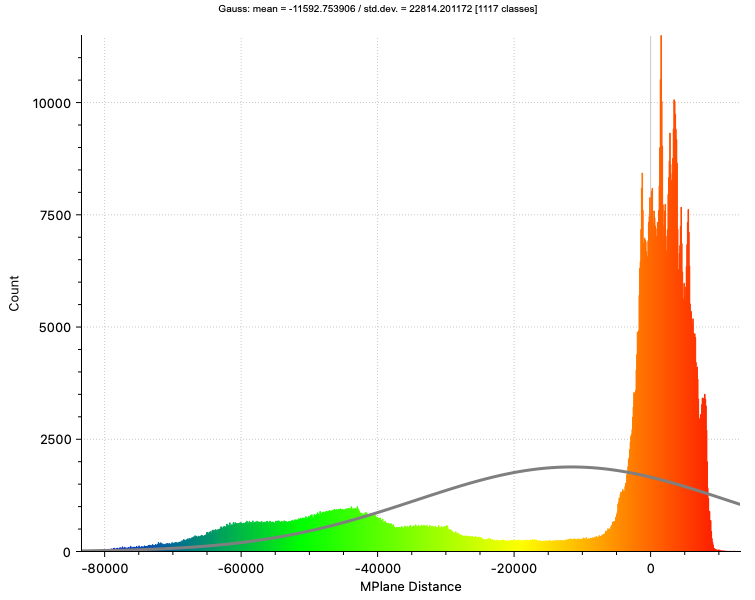 Gauss: mean = -11592.753906 / std.dev. = 22814.201172 [1117 classes]
10000
7500
5000
2500
0
Count
-80000 -60000 -40000 -20000 0
MPlane Distance